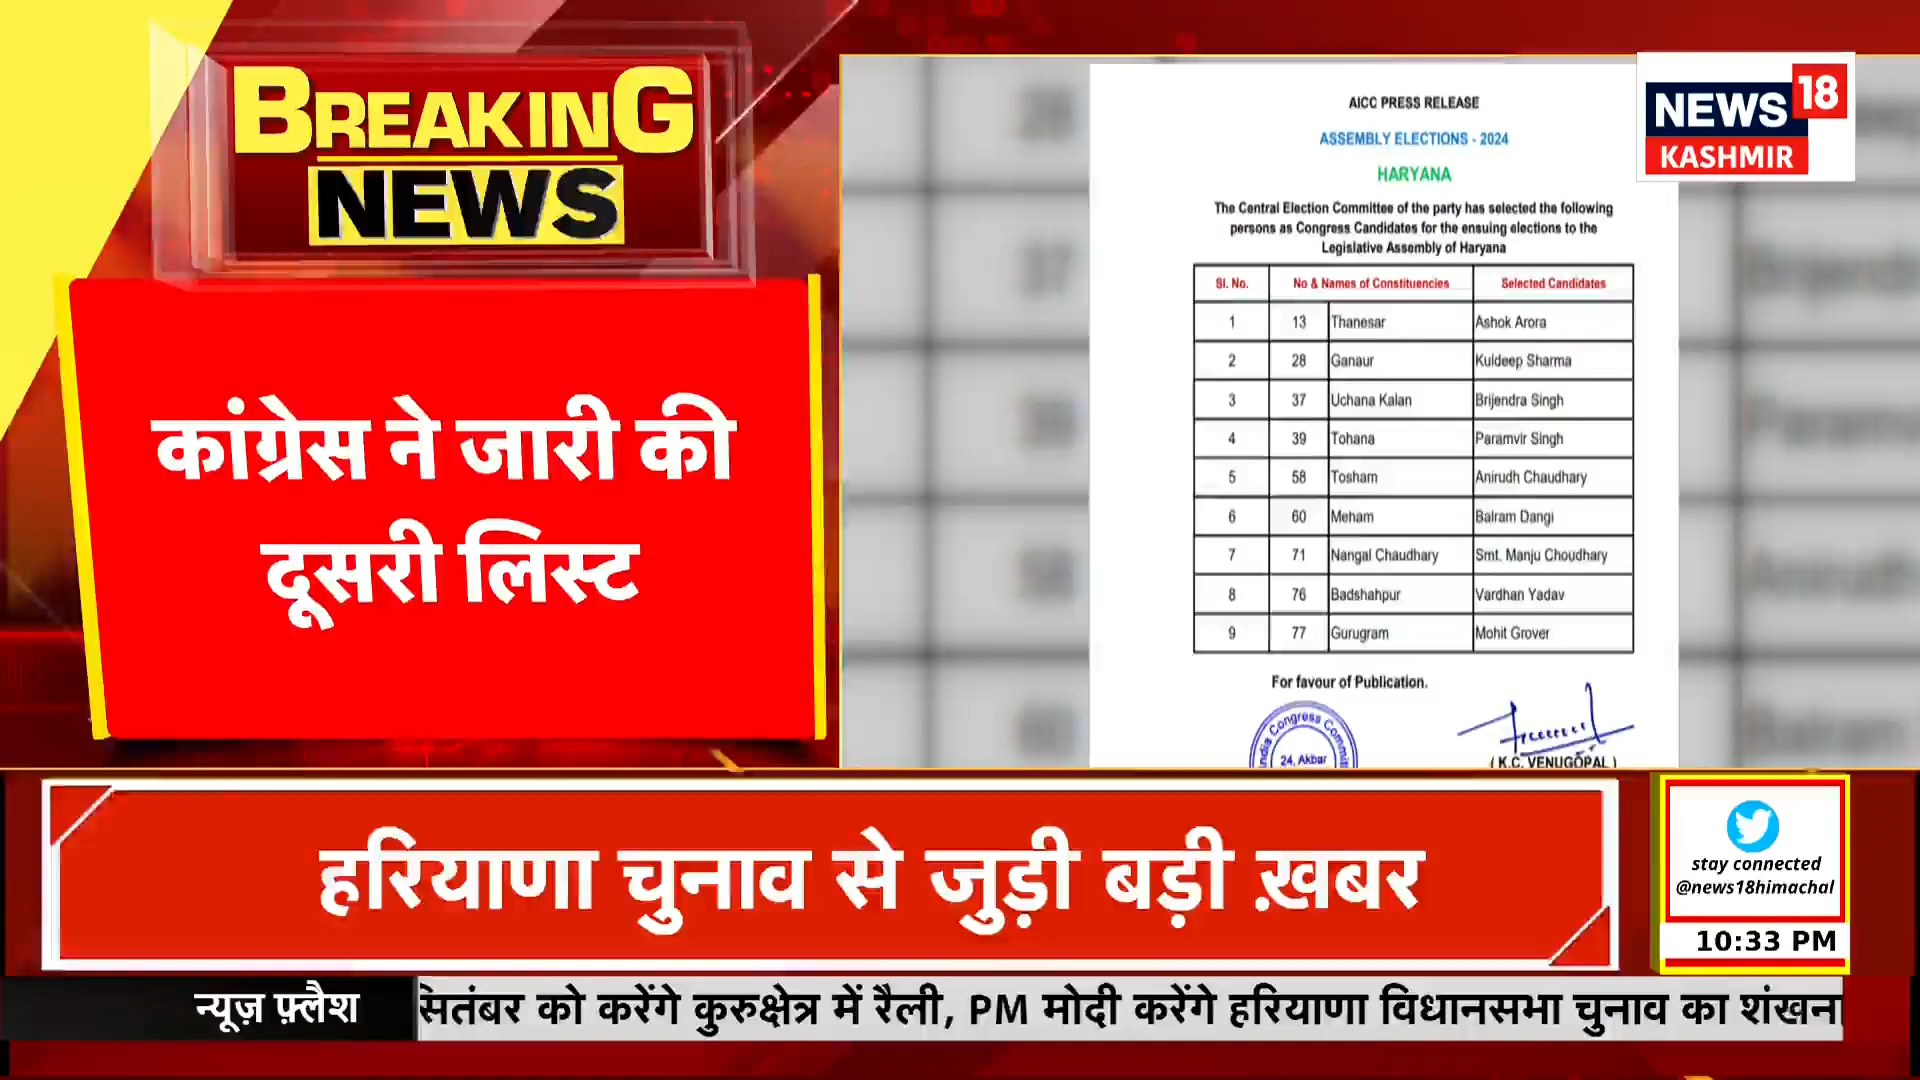 BREAKING
NEWS
कांग्रेस ने जारी की
दूसरी लिस्ट
AICC PRESS RELEASE
ASSEMBLY ELECTIONS - 2024
HARYANA
The Central Election Committee of the party has selected the following
persons as Congress Candidates for the ensuing elections to the
Legislative Assembly of Haryana
Sl. No. No & Names of Constituencies Selected Candidates
1 13 Thanesar Ashok Arora
2 28 Ganaur Kuldeep Sharma
3 37 Uchana Kalan Brijendra Singh
4 39 Tohana Paramvir Singh
5 58 Tosham Anirudh Chaudhary
6 60 Meham Balram Dangi
7 71 Nangal Chaudhary Smt. Manju Choudhary
8 76 Badshahpur Vardhan Yadav
9 77 Gurugram Mohit Grover
For favour of Publication.
India Congress Committ
24, Akbar
( K.C. VENUGOPAL )
NEWS 18
KASHMIR
हरियाणा चुनाव से जुड़ी बड़ी ख़बर
stay connected
@news18himachal
10:33 PM
न्यूज़ फ़्लैश
सितंबर को करेंगे कुरुक्षेत्र में रैली, PM मोदी करेंगे हरियाणा विधानसभा चुनाव का शंखना